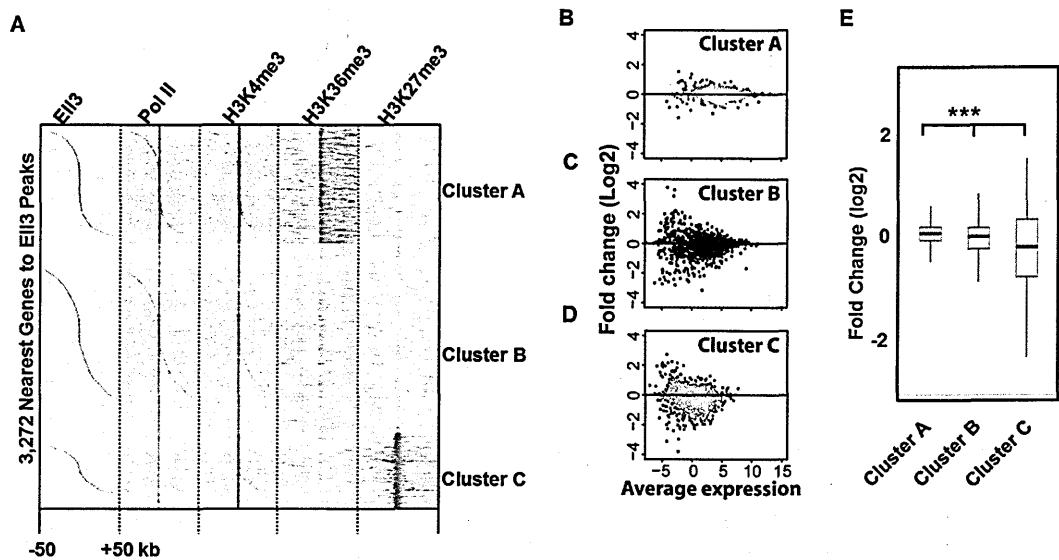 A
Ell3
Pol II
H3K4me3
H3K36me3
H3K27me3
3,272 Nearest Genes to Ell3 Peaks
Cluster A
Cluster B
Cluster C
-50
+50 kb
B
Cluster A
4
2
0
-2
-4
C
Cluster B
4
2
0
-2
-4
Fold change (Log2)
D
Cluster C
4
2
0
-2
-4
-5
0
5
10
15
Average expression
E
***
2
0
-2
Fold Change (log2)
Cluster A
Cluster B
Cluster C